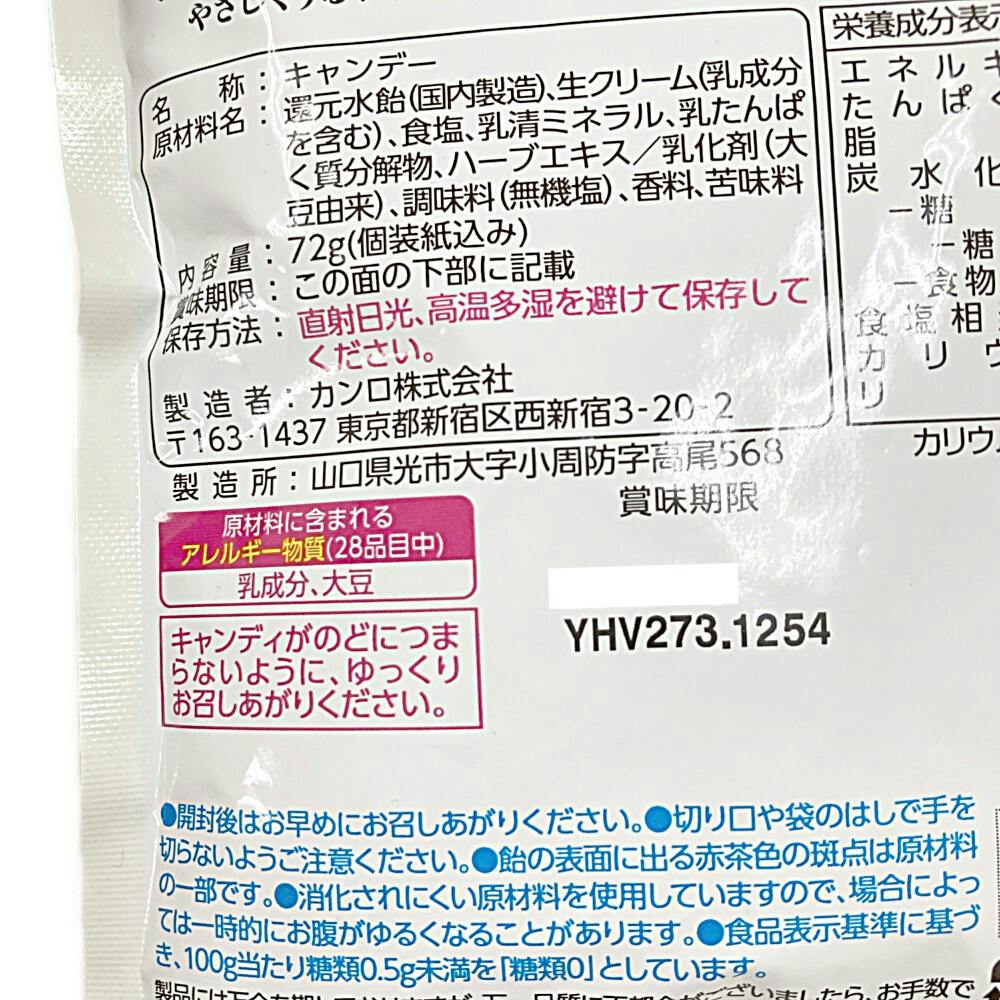 やさしくする
名　　称：キャンデー
原材料名：還元水飴(国内製造)、生クリーム(乳成分
を含む)、食塩、乳清ミネラル、乳たんぱ
く質分解物、ハーブエキス／乳化剤(大
豆由来)、調味料(無機塩)、香料、苦味料
内容量：72g(個装紙込み)
賞味期限：この面の下部に記載
保存方法：直射日光、高温多湿を避けて保存して
ください。
製造者：カンロ株式会社
〒163-1437 東京都新宿区西新宿3-20-2
製造所：山口県光市大字小周防字高尾568
栄養成分表示
エネルギ
たんぱく
脂
炭水化
－糖
－糖
－食物
食塩相
カリウ
リ
カリウム
賞味期限
YHV273.1254
原材料に含まれる
アレルギー物質(28品目中)
乳成分、大豆
キャンディがのどにつま
らないように、ゆっくり
お召しあがりください。
●開封後はお早めにお召しあがりください。●切り口や袋のはしで手を
切らないようご注意ください。●飴の表面に出る赤茶色の斑点は原材料
の一部です。●消化されにくい原材料を使用していますので、場合によっ
ては一時的にお腹がゆるくなることがあります。●食品表示基準に基づ
き、100g当たり糖類0.5g未満を「糖類0」としています。